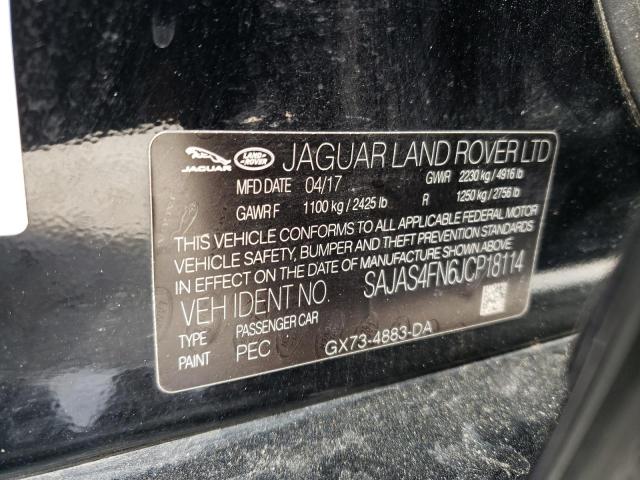 JAGUAR LAND ROVER JAGUAR LAND ROVER LTD
MFD DATE 04/17 GVWR 2230 kg / 4916 lb
GAWR F 1100 kg / 2425 lb R 1250 kg / 2756 lb
THIS VEHICLE CONFORMS TO ALL APPLICABLE FEDERAL MOTOR
VEHICLE SAFETY, BUMPER AND THEFT PREVENTION STANDARDS
IN EFFECT ON THE DATE OF MANUFACTURE SHOWN ABOVE.
VEH IDENT NO. SAJAS4FN6JCP18114
TYPE PASSENGER CAR
PAINT PEC GX73-4883-DA